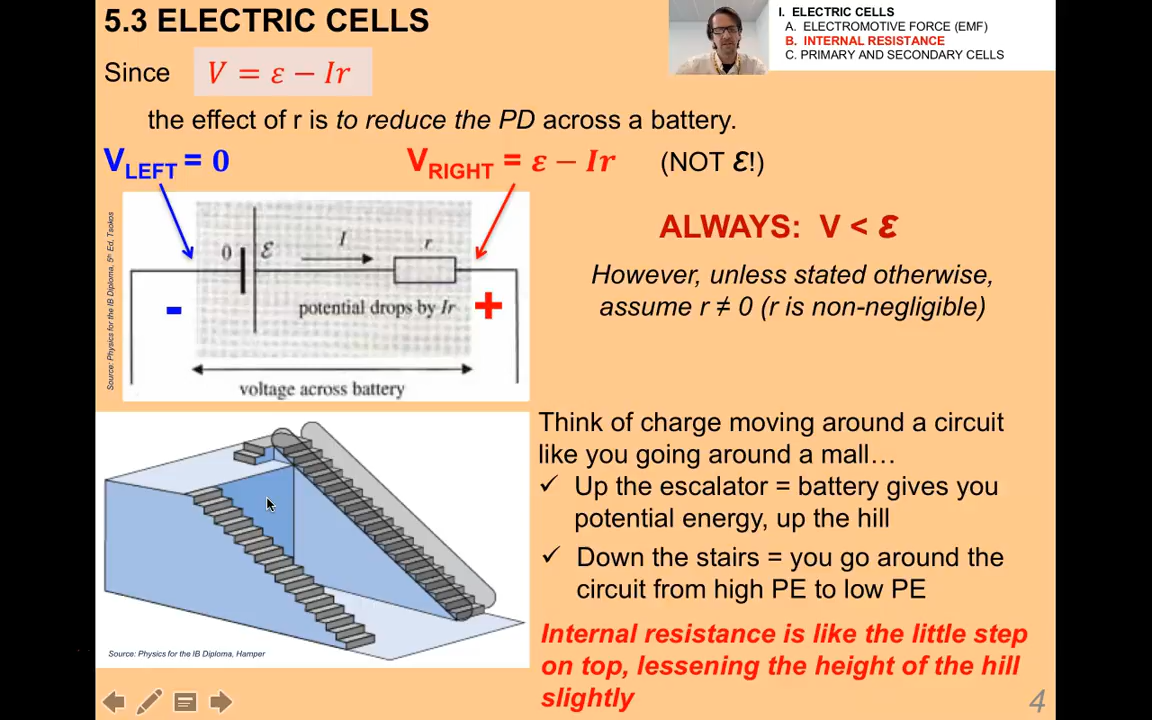 5.3 ELECTRIC CELLS
I. ELECTRIC CELLS
A. ELECTROMOTIVE FORCE (EMF)
B. INTERNAL RESISTANCE
C. PRIMARY AND SECONDARY CELLS
Since V = ε − Ir
the effect of r is to reduce the PD across a battery.
V_LEFT = 0
V_RIGHT = ε − Ir (NOT ε!)
Source: Physics for the IB Diploma, 5th Ed, Tsokos
0 ε I r
potential drops by Ir
- +
voltage across battery
ALWAYS: V < ε
However, unless stated otherwise,
assume r ≠ 0 (r is non-negligible)
Think of charge moving around a circuit
like you going around a mall…
✓ Up the escalator = battery gives you
potential energy, up the hill
✓ Down the stairs = you go around the
circuit from high PE to low PE
Internal resistance is like the little step
on top, lessening the height of the hill
slightly
Source: Physics for the IB Diploma, Hamper
4